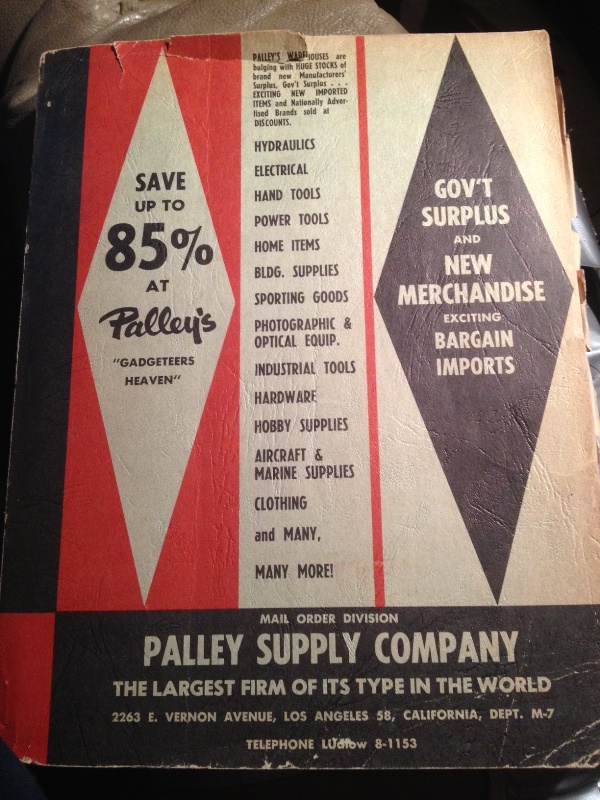 SAVE
UP TO
85%
AT
Palley's
"GADGETEERS
HEAVEN"
PALLEY'S WAREHOUSES are
bulging with HUGE STOCKS of
brand new Manufacturers'
Surplus, Gov't Surplus . . .
EXCITING NEW IMPORTED
ITEMS and Nationally Adver-
tised Brands sold at
DISCOUNTS.
HYDRAULICS
ELECTRICAL
HAND TOOLS
POWER TOOLS
HOME ITEMS
BLDG. SUPPLIES
SPORTING GOODS
PHOTOGRAPHIC &
OPTICAL EQUIP.
INDUSTRIAL TOOLS
HARDWARE
HOBBY SUPPLIES
AIRCRAFT &
MARINE SUPPLIES
CLOTHING
and MANY,
MANY MORE!
GOV'T
SURPLUS
AND
NEW
MERCHANDISE
EXCITING
BARGAIN
IMPORTS
MAIL ORDER DIVISION
PALLEY SUPPLY COMPANY
THE LARGEST FIRM OF ITS TYPE IN THE WORLD
2263 E. VERNON AVENUE, LOS ANGELES 58, CALIFORNIA, DEPT. M-7
TELEPHONE LUdlow 8-1153